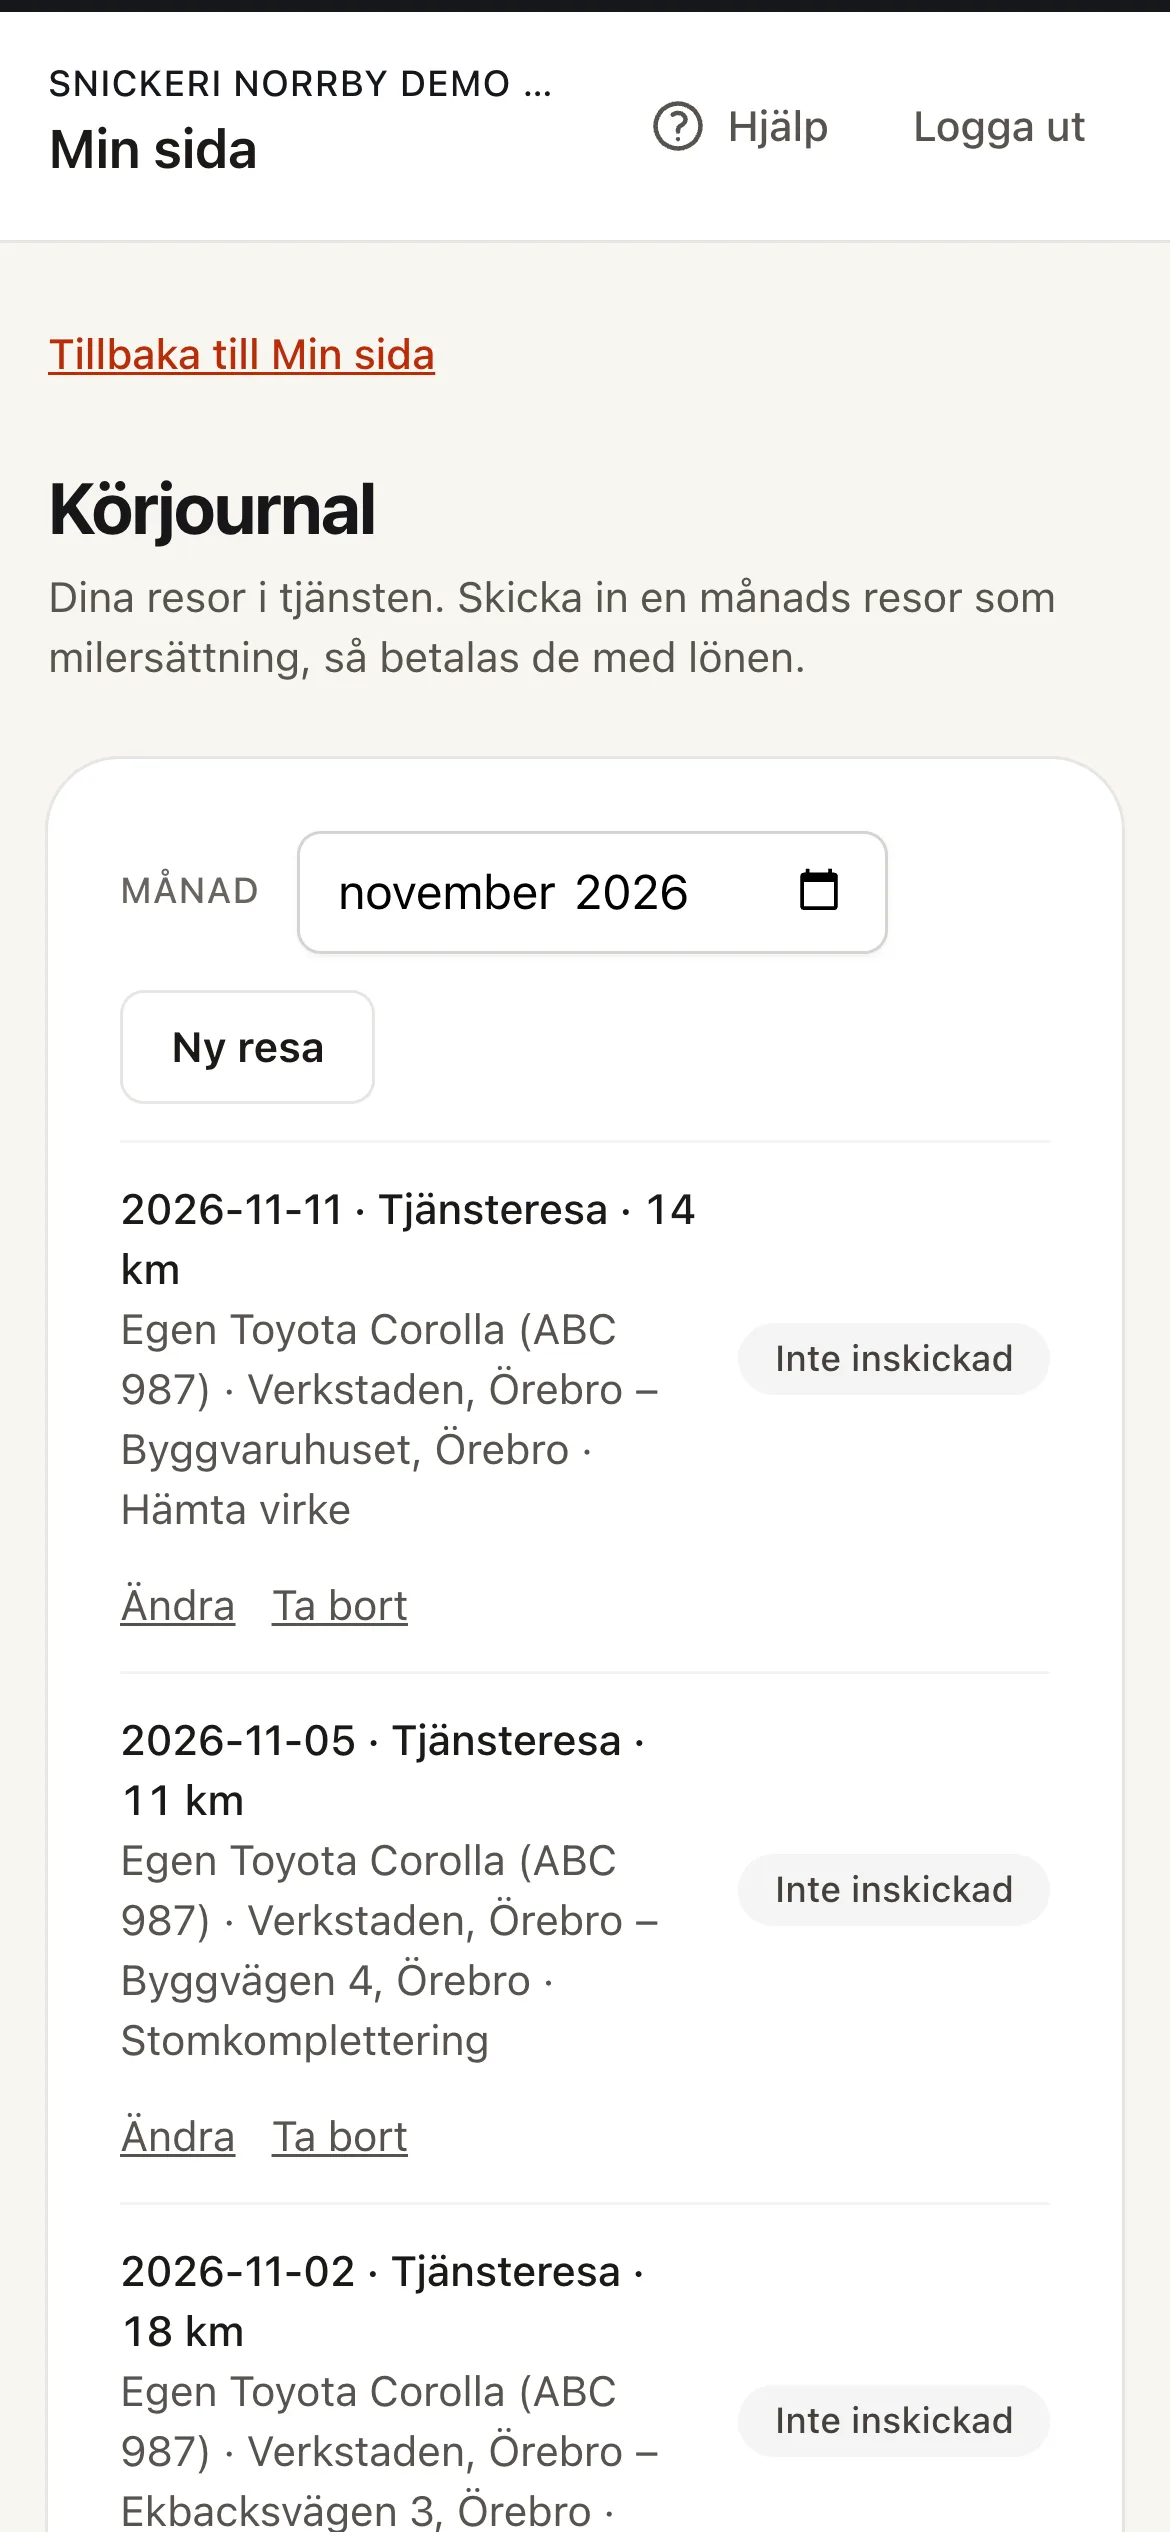 SNICKERI NORRBY DEMO ...
Min sida
Hjälp
Logga ut
Tillbaka till Min sida
Körjournal
Dina resor i tjänsten. Skicka in en månads resor som
milersättning, så betalas de med lönen.
MÅNAD
november 2026
Ny resa
2026-11-11 · Tjänsteresa · 14
km
Egen Toyota Corolla (ABC
987) · Verkstaden, Örebro –
Byggvaruhuset, Örebro ·
Hämta virke
Inte inskickad
Ändra Ta bort
2026-11-05 · Tjänsteresa ·
11 km
Egen Toyota Corolla (ABC
987) · Verkstaden, Örebro –
Byggvägen 4, Örebro ·
Stomkomplettering
Inte inskickad
Ändra Ta bort
2026-11-02 · Tjänsteresa ·
18 km
Egen Toyota Corolla (ABC
987) · Verkstaden, Örebro –
Ekbacksvägen 3, Örebro ·
Inte inskickad